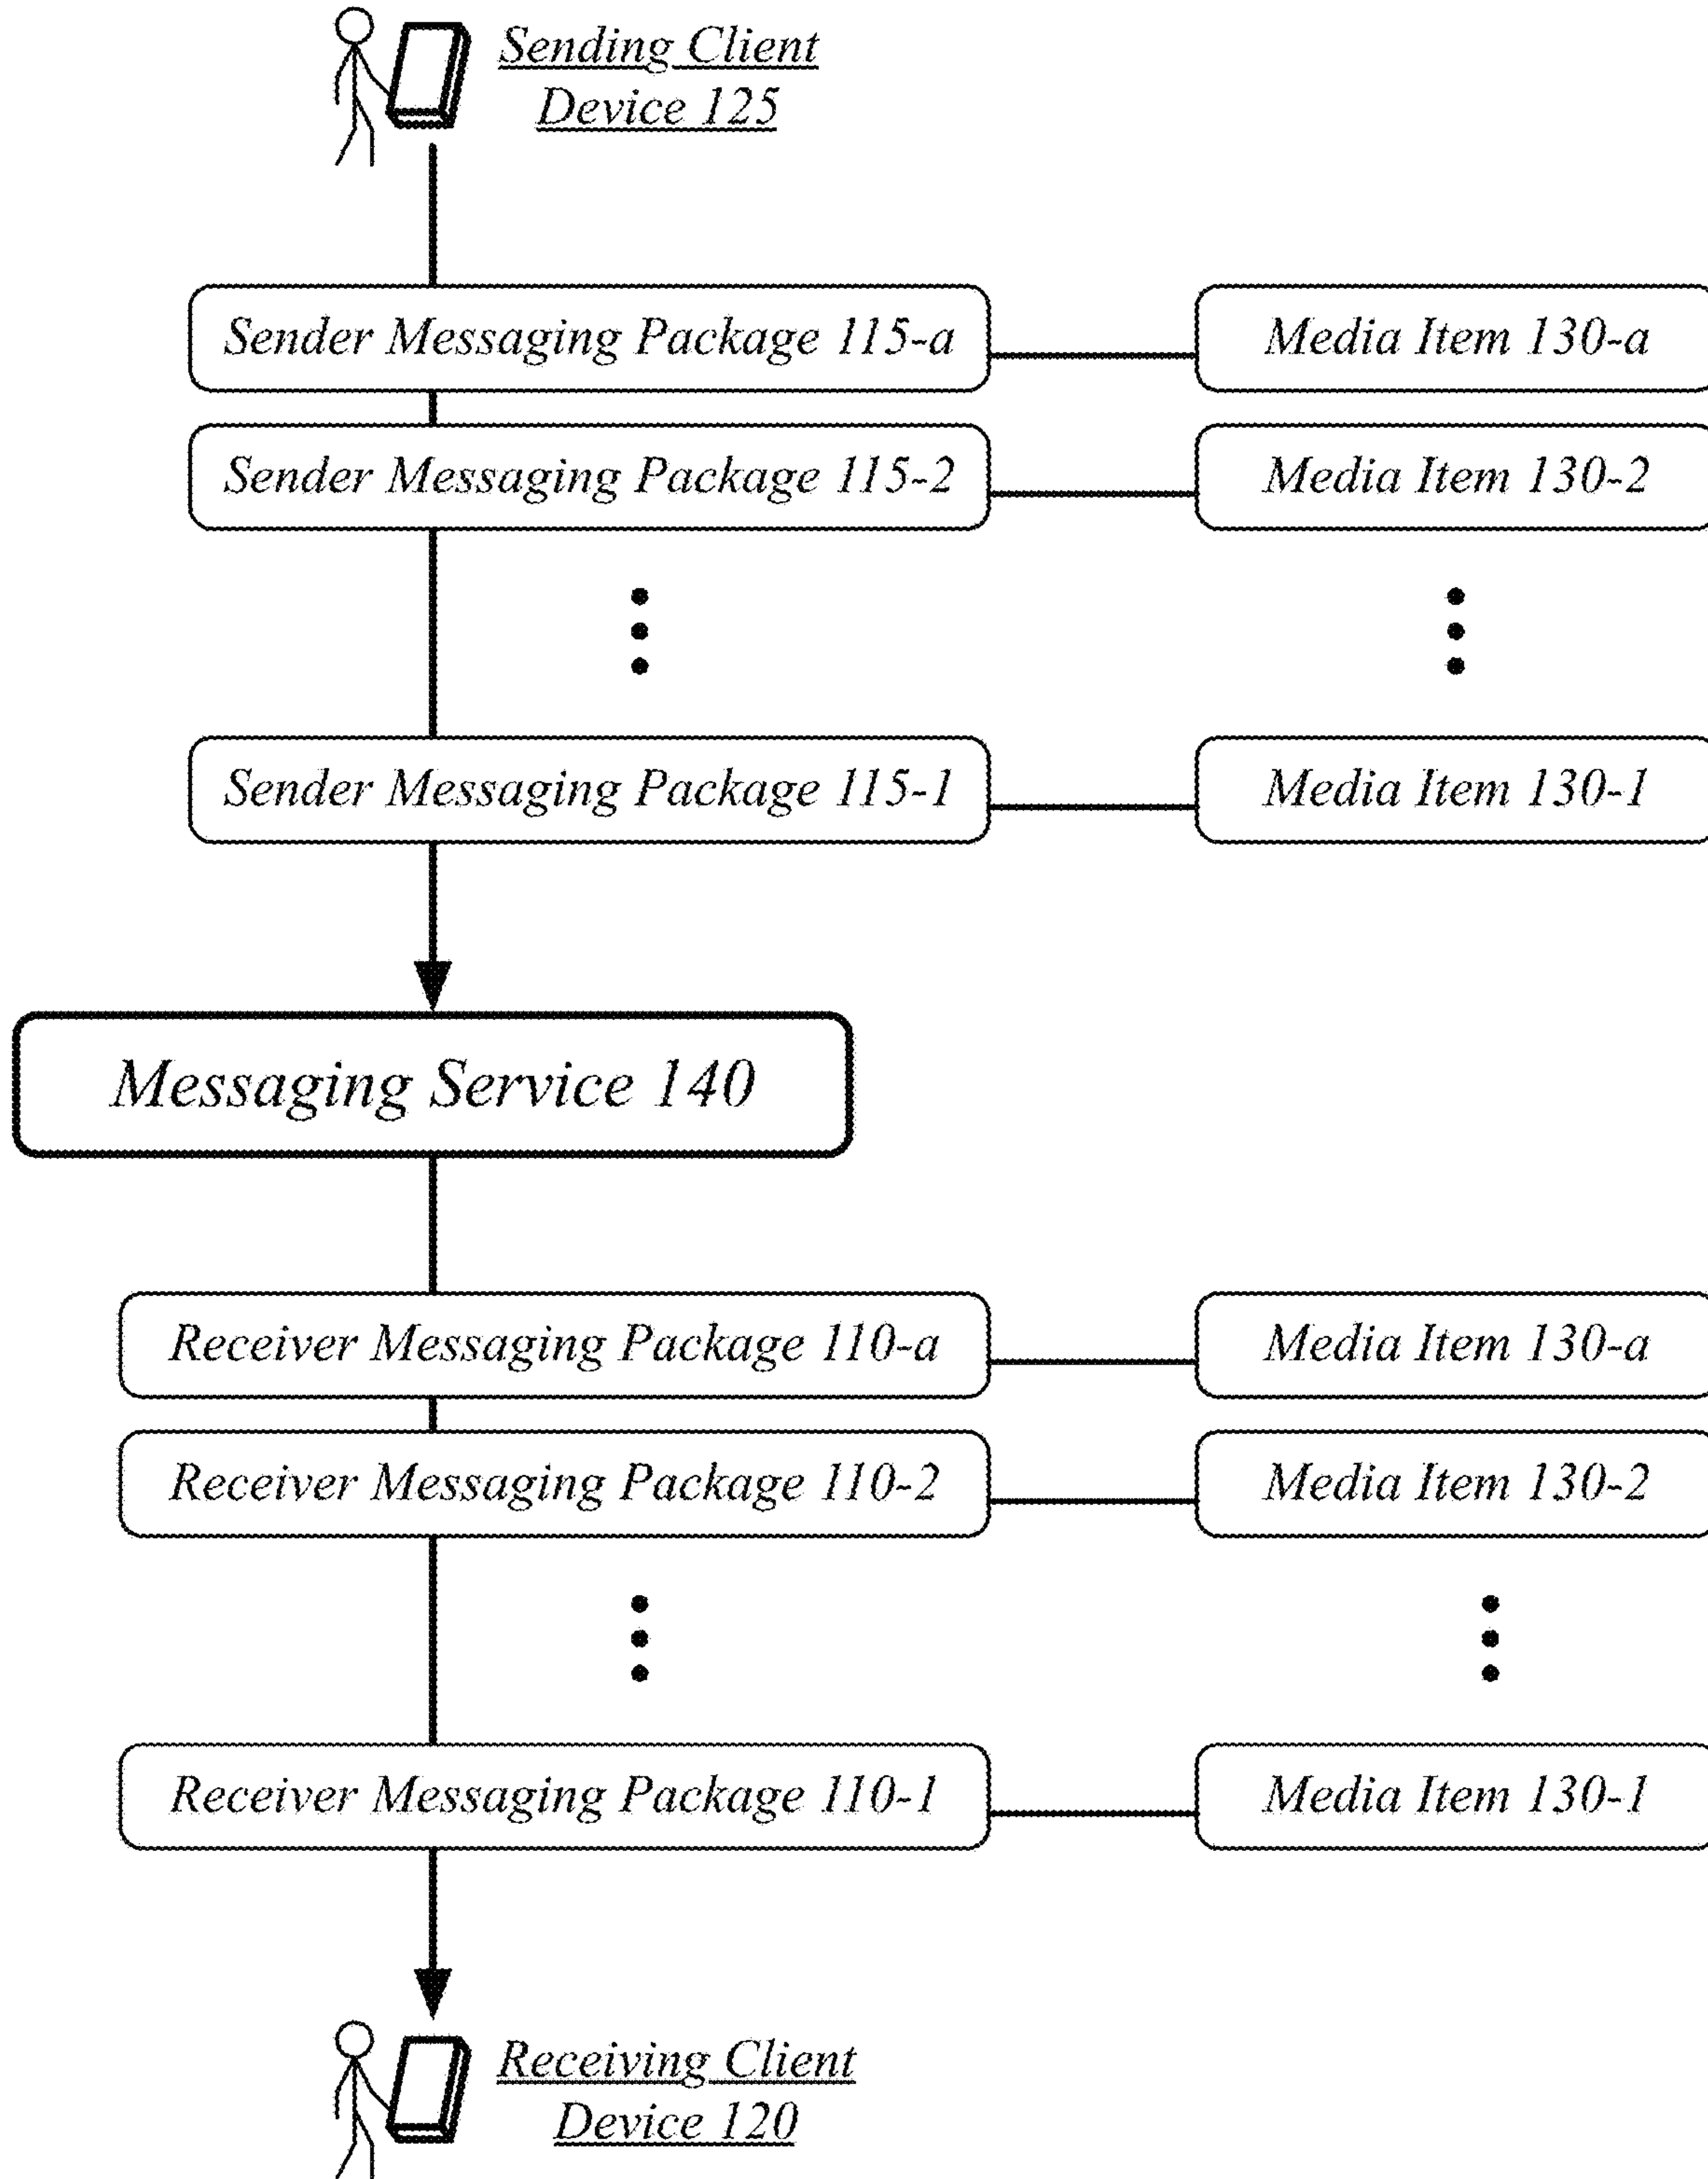 Sending Client
Device 125
Sender Messaging Package 115-a
Media Item 130-a
Sender Messaging Package 115-2
Media Item 130-2
Sender Messaging Package 115-1
Media Item 130-1
Messaging Service 140
Receiver Messaging Package 110-a
Media Item 130-a
Receiver Messaging Package 110-2
Media Item 130-2
Receiver Messaging Package 110-1
Media Item 130-1
Receiving Client
Device 120